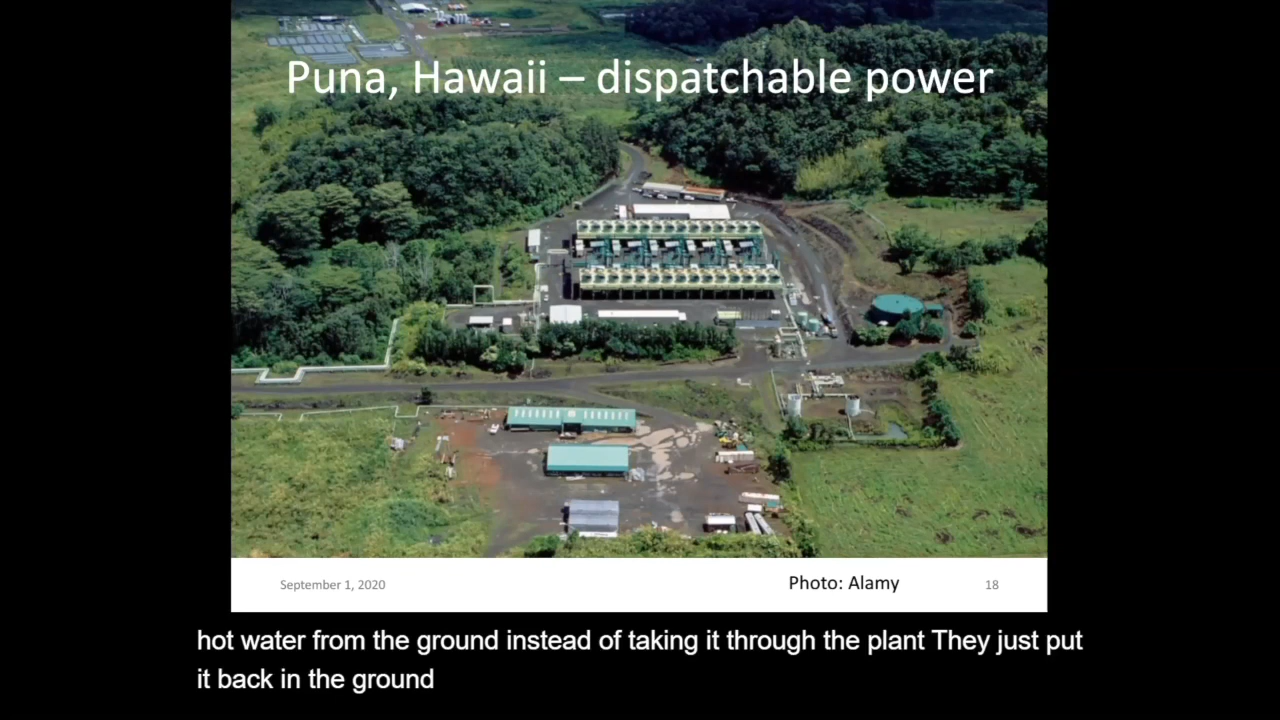 Puna, Hawaii – dispatchable power
September 1, 2020
Photo: Alamy
18
hot water from the ground instead of taking it through the plant They just put
it back in the ground